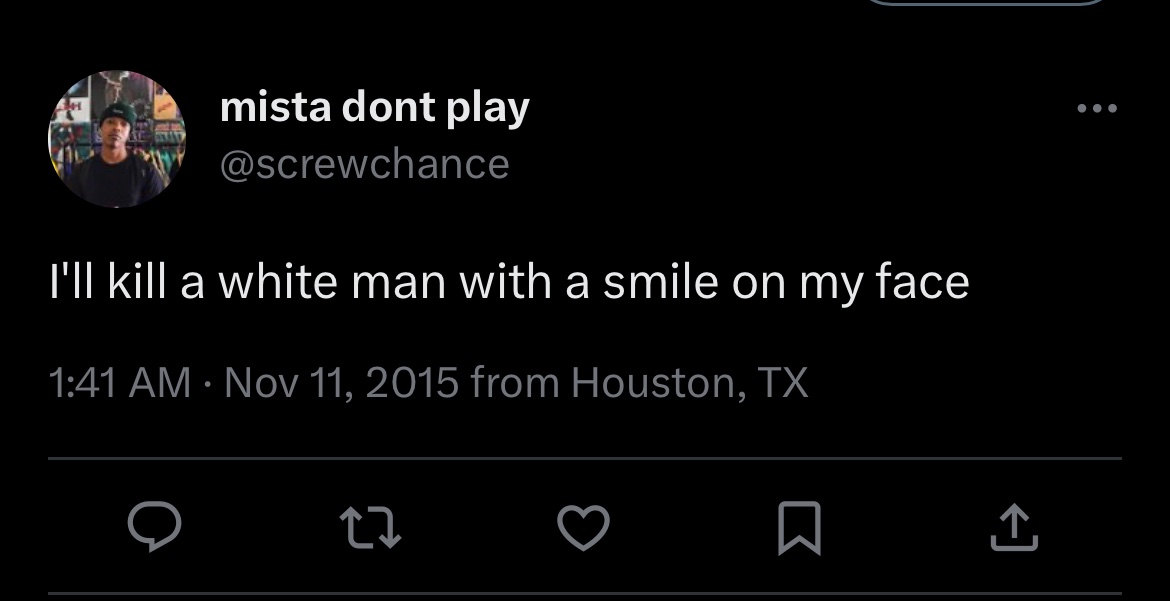 mista dont play
@screwchance
I'll kill a white man with a smile on my face
1:41 AM · Nov 11, 2015 from Houston, TX